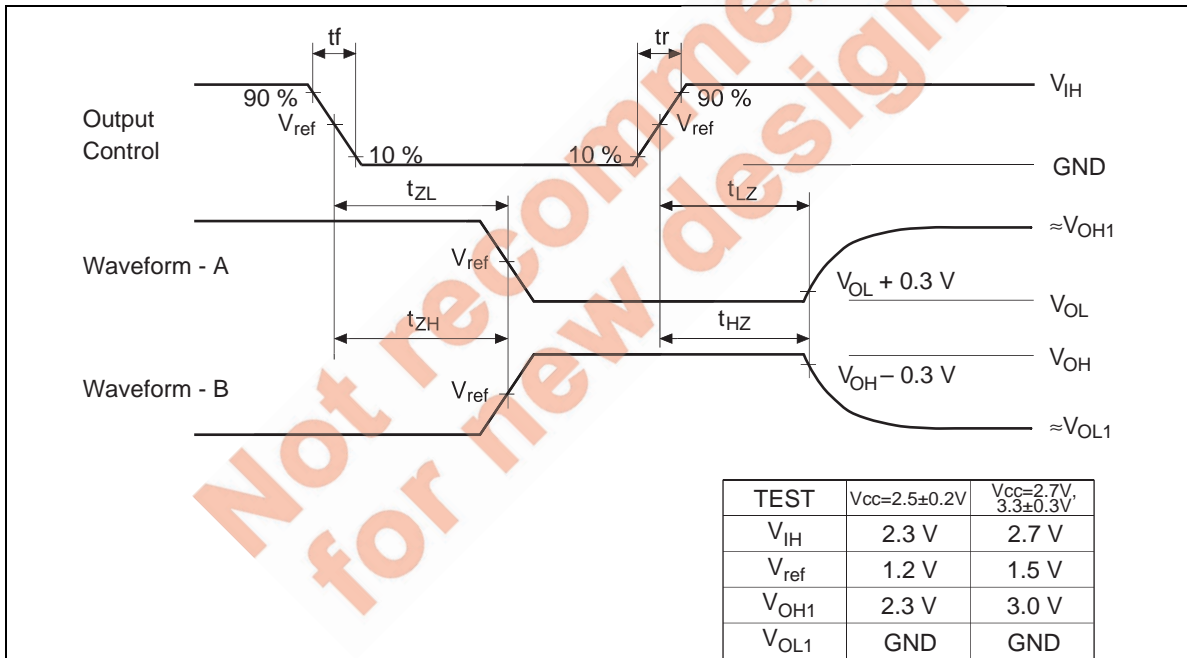 tf
tr
90 %
90 %
VIH
Output
Control
Vref
Vref
10 %
10 %
GND
tZL
tLZ
≈VOH1
Waveform - A
Vref
VOL + 0.3 V
VOL
tZH
tHZ
VOH
Waveform - B
Vref
VOH – 0.3 V
≈VOL1
TEST Vcc=2.5±0.2V Vcc=2.7V,
3.3±0.3V
VIH 2.3 V 2.7 V
Vref 1.2 V 1.5 V
VOH1 2.3 V 3.0 V
VOL1 GND GND
Not recomme
for new design